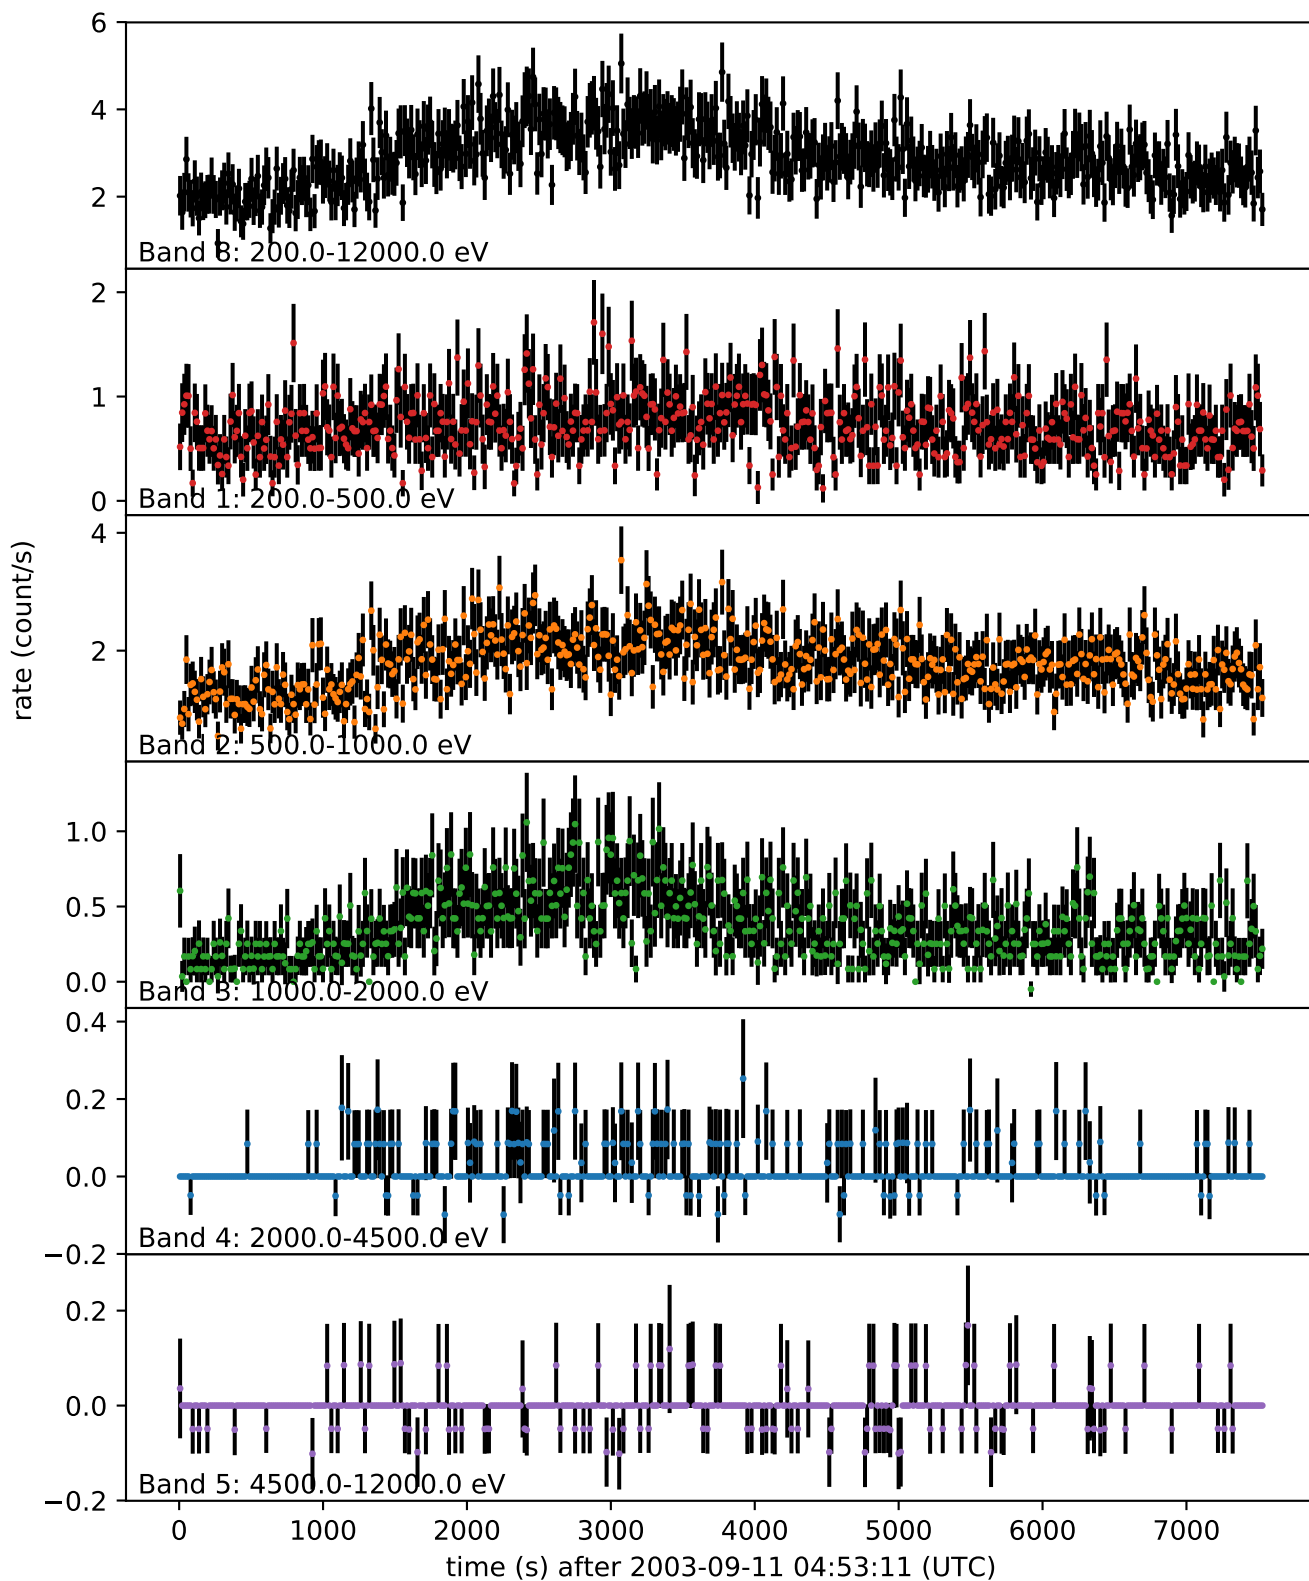 6
4
2
Band 8: 200.0-12000.0 eV
2
1
0
Band 1: 200.0-500.0 eV
4
2
Band 2: 500.0-1000.0 eV
rate (count/s)
1.0
0.5
0.0
Band 3: 1000.0-2000.0 eV
0.4
0.2
0.0
−0.2
Band 4: 2000.0-4500.0 eV
0.2
0.0
−0.2
Band 5: 4500.0-12000.0 eV
0 1000 2000 3000 4000 5000 6000 7000
time (s) after 2003-09-11 04:53:11 (UTC)